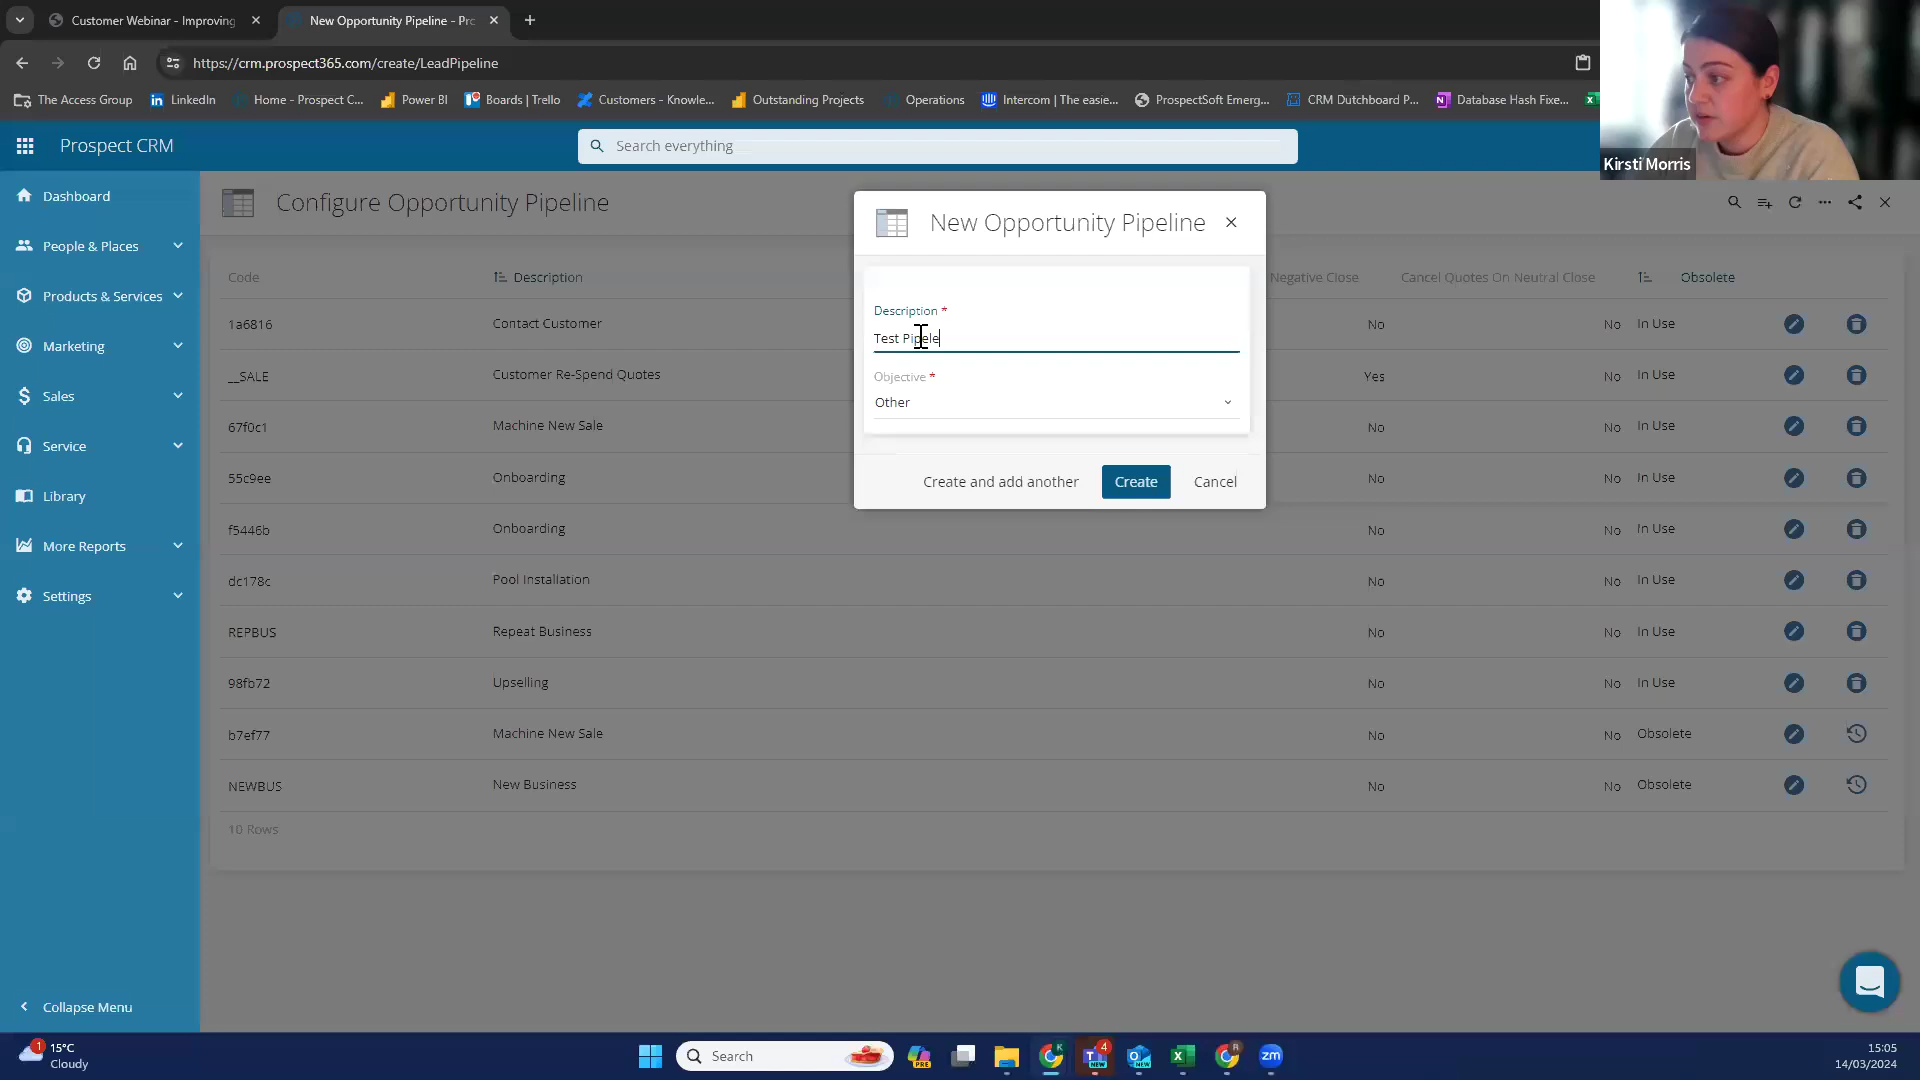 Customer Webinar - Improving
New Opportunity Pipeline - Prc
https://crm.prospect365.com/create/LeadPipeline
The Access Group
LinkedIn
Home - Prospect C...
Power BI
Boards | Trello
Customers - Knowle...
Outstanding Projects
Operations
Intercom | The easie...
ProspectSoft Emerg...
CRM Dutchboard P...
Database Hash Fixe...
Kirsti Morris
Prospect CRM
Search everything
Dashboard
People & Places
Products & Services
Marketing
Sales
Service
Library
More Reports
Settings
Collapse Menu
Configure Opportunity Pipeline
Code Description Negative Close Cancel Quotes On Neutral Close Obsolete
1a6816 Contact Customer No No In Use
__SALE Customer Re-Spend Quotes Yes No In Use
67f0c1 Machine New Sale No No In Use
55c9ee Onboarding No No In Use
f5446b Onboarding No No In Use
dc178c Pool Installation No No In Use
REPBUS Repeat Business No No In Use
98fb72 Upselling No No In Use
b7ef77 Machine New Sale No No Obsolete
NEWBUS New Business No No Obsolete
10 Rows
New Opportunity Pipeline
Description *
Test Pipele
Objective *
Other
Create and add another
Create
Cancel
1
15°C
Cloudy
Search
PRE
K
4
NEW
NEW
R
zm
15:05
14/03/2024